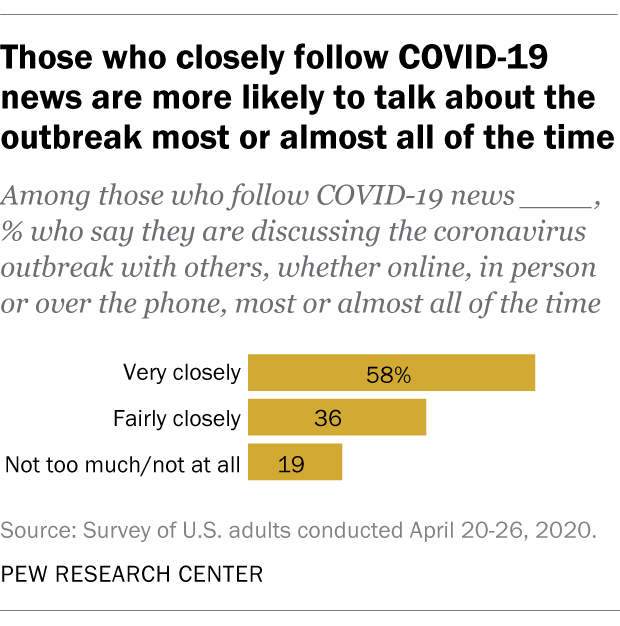 Those who closely follow COVID-19
news are more likely to talk about the
outbreak most or almost all of the time
Among those who follow COVID-19 news ____,
% who say they are discussing the coronavirus
outbreak with others, whether online, in person
or over the phone, most or almost all of the time
Very closely 58%
Fairly closely 36
Not too much/not at all 19
Source: Survey of U.S. adults conducted April 20-26, 2020.
PEW RESEARCH CENTER